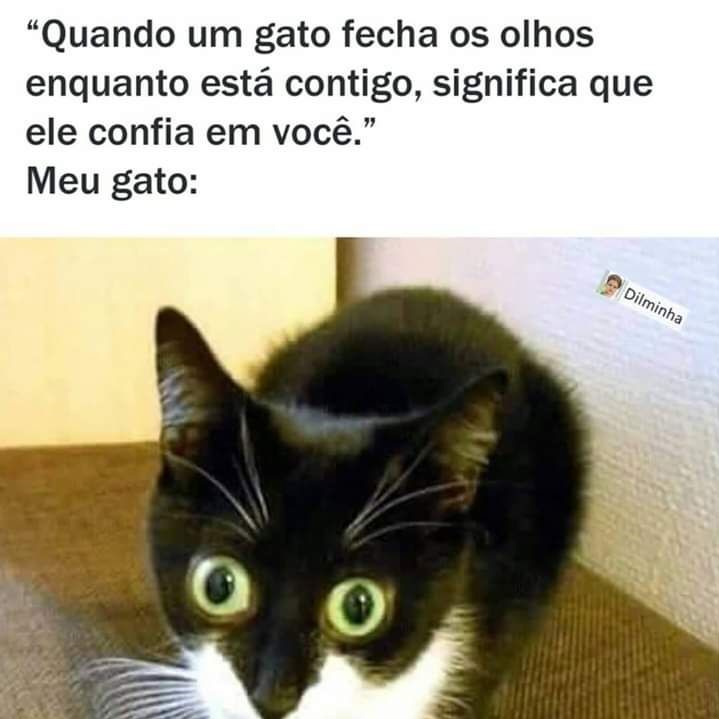 “Quando um gato fecha os olhos
enquanto está contigo, significa que
ele confia em você.”
Meu gato:
Dilminha